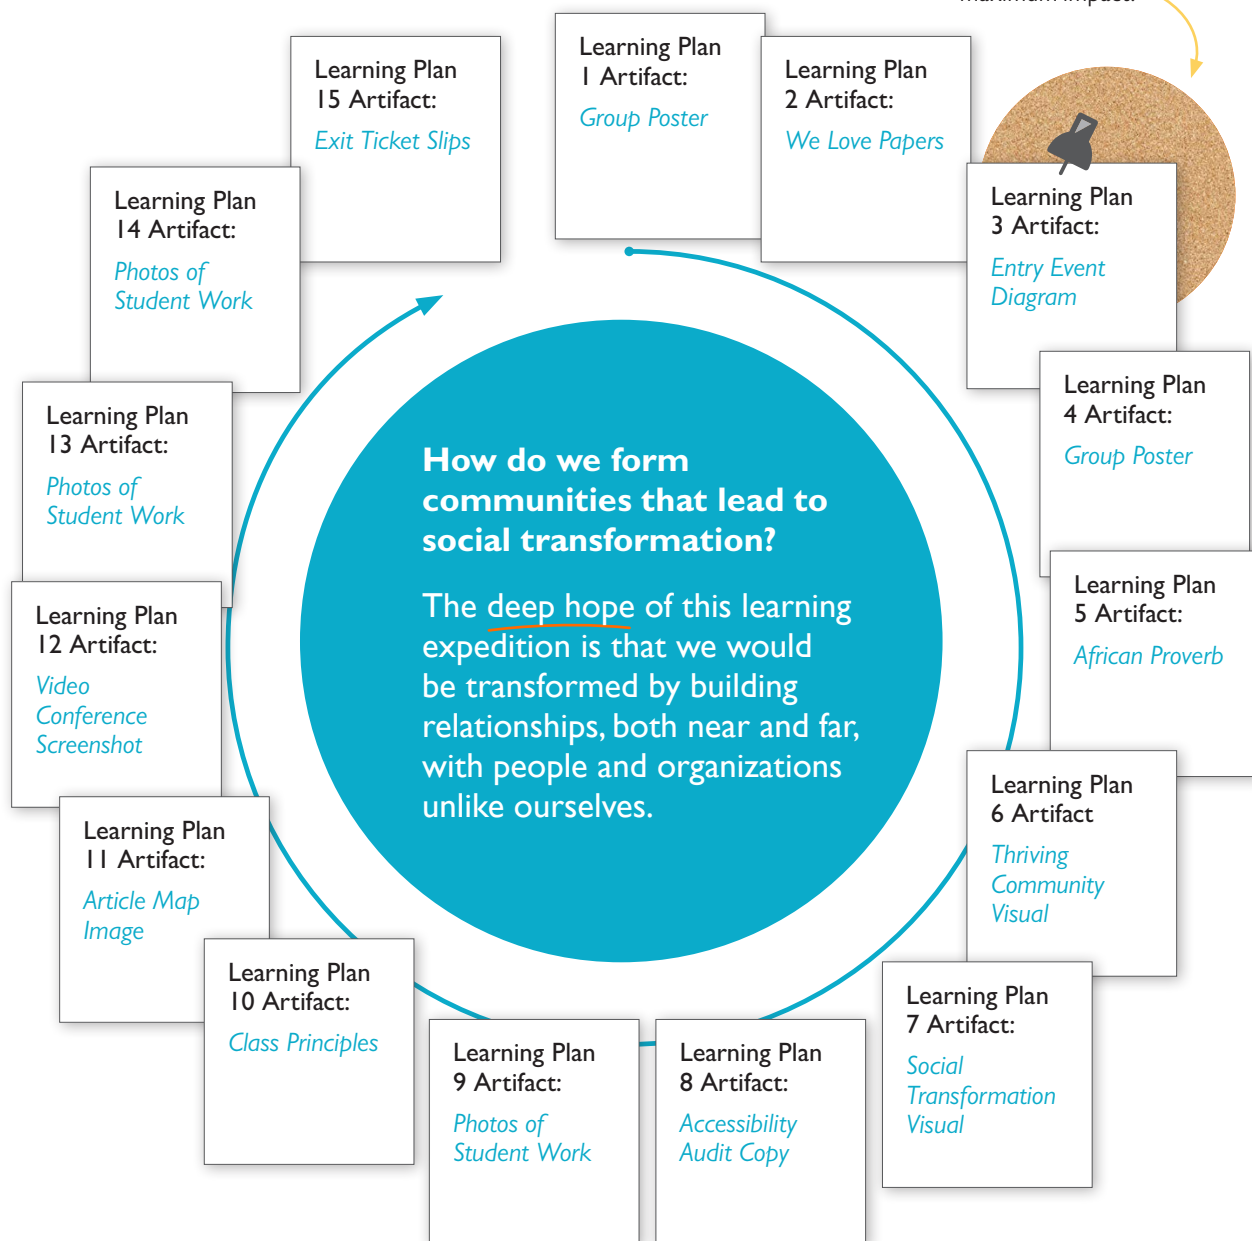 maximum impact.
Learning Plan
1 Artifact:
Group Poster
Learning Plan
2 Artifact:
We Love Papers
Learning Plan
3 Artifact:
Entry Event
Diagram
Learning Plan
4 Artifact:
Group Poster
Learning Plan
5 Artifact:
African Proverb
Learning Plan
6 Artifact
Thriving
Community
Visual
Learning Plan
7 Artifact:
Social
Transformation
Visual
Learning Plan
8 Artifact:
Accessibility
Audit Copy
Learning Plan
9 Artifact:
Photos of
Student Work
Learning Plan
10 Artifact:
Class Principles
Learning Plan
11 Artifact:
Article Map
Image
Learning Plan
12 Artifact:
Video
Conference
Screenshot
Learning Plan
13 Artifact:
Photos of
Student Work
Learning Plan
14 Artifact:
Photos of
Student Work
Learning Plan
15 Artifact:
Exit Ticket Slips
How do we form
communities that lead to
social transformation?
The deep hope of this learning
expedition is that we would
be transformed by building
relationships, both near and far,
with people and organizations
unlike ourselves.